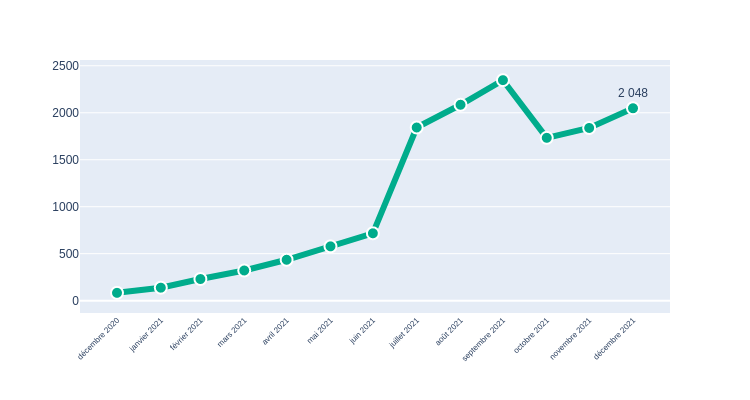 2500
2000
1500
1000
500
0
2 048
décembre 2020
janvier 2021
février 2021
mars 2021
avril 2021
mai 2021
juin 2021
juillet 2021
août 2021
septembre 2021
octobre 2021
novembre 2021
décembre 2021